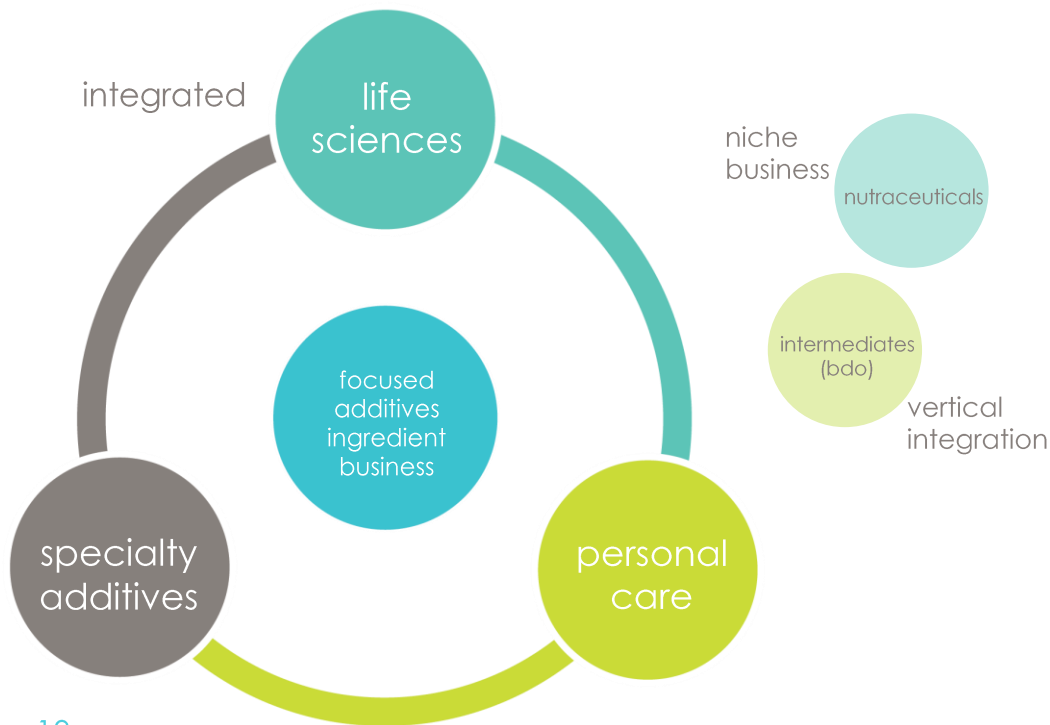 integrated
life
sciences
niche
business
nutraceuticals
focused
additives
ingredient
business
intermediates
(bdo)
vertical
integration
specialty
additives
personal
care